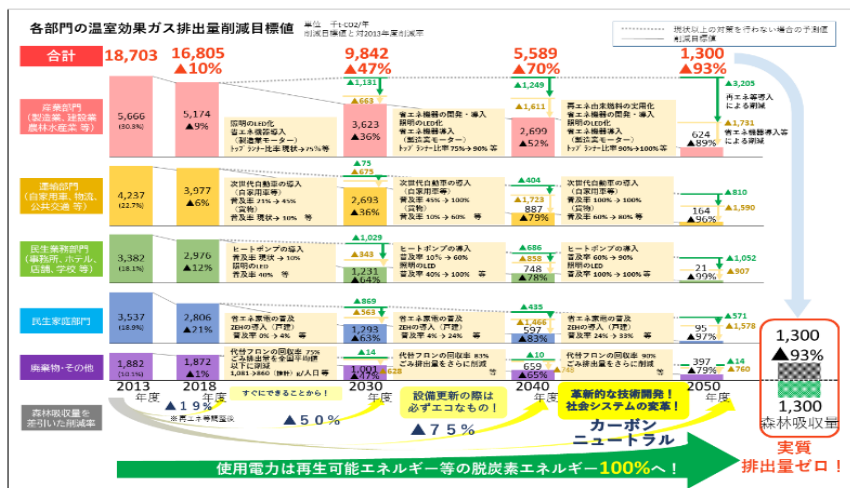 各部門の温室効果ガス排出量削減目標値
単位 千t-CO2/年
削減目標値と対2013年度削減率
現状以上の対策を行わない場合の予測値
削減目標値
合計
18,703
16,805
▲10%
9,842
▲47%
5,589
▲70%
1,300
▲93%
産業部門
(製造業、建設業
農林水産業 等)
5,666
(30.3%)
5,174
▲9%
照明のLED化
省エネ機器導入
(製造業モーター)
トップランナー比率 現状→75%等
▲1,131
▲663
3,623
▲36%
省エネ機器の開発・導入
照明のLED化
省エネ機器導入
(製造業モーター)
トップランナー比率75%→90% 等
▲1,249
▲1,611
2,699
▲52%
再エネ由来燃料の実用化
省エネ機器の開発・導入
照明のLED化
省エネ機器導入
(製造業モーター)
トップランナー比率90%→100%等
▲3,205
再エネ等導入
による削減
▲1,731
省エネ機器導入等
による削減
624
▲89%
運輸部門
(自家用車、物流、
公共交通 等)
4,237
(22.7%)
3,977
▲6%
次世代自動車の導入
(自家用車等)
普及率 21%→45%
(貨物)
普及率 現状→10% 等
▲75
▲675
2,693
▲36%
次世代自動車の導入
(自家用車等)
普及率 45%→100%
(貨物)
普及率 10%→60% 等
▲404
▲1,723
887
▲79%
次世代自動車の導入
(自家用車等)
普及率 100%→100%
(貨物)
普及率 60%→80% 等
▲810
▲1,590
164
▲96%
民生業務部門
(事務所、ホテル、
店舗、学校 等)
3,382
(18.1%)
2,976
▲12%
ヒートポンプの導入
普及率 現状→10%
照明のLED
普及率 40% 等
▲1,029
▲343
1,231
▲64%
ヒートポンプの導入
普及率 10%→60%
照明のLED
普及率 40%→100% 等
▲686
▲858
748
▲78%
ヒートポンプの導入
普及率 60%→90%
照明のLED
普及率 100%→100% 等
▲1,052
▲907
21
▲99%
民生家庭部門
3,537
(18.9%)
2,806
▲21%
省エネ家電の普及
ZEHの導入(戸建)
普及率 0%→4% 等
▲869
▲563
1,293
▲63%
省エネ家電の普及
ZEHの導入(戸建)
普及率 4%→24% 等
▲435
▲1,466
597
▲83%
省エネ家電の普及
ZEHの導入(戸建)
普及率 24%→33% 等
▲571
▲1,578
95
▲97%
廃棄物・その他
1,882
(10.1%)
1,872
▲1%
代替フロンの回収率 75%
ごみ排出量を全国平均値
以下に削減
1,081→860(推計) g/人日 等
▲14
▲628
1,001
▲47%
代替フロンの回収率 83%
ごみ排出量をさらに削減
等
▲10
659
▲65%
代替フロンの回収率 90%
ごみ排出量をさらに削減
等
▲14
▲760
397
▲79%
2013
年度
2018
年度
2030
年度
2040
年度
2050
年度
森林吸収量を
差引いた削減率
▲19%
※再エネ等調整後
すぐにできることから!
▲50%
設備更新の際は
必ずエコなもの!
▲75%
革新的な技術開発!
社会システムの変革!
カーボン
ニュートラル
使用電力は再生可能エネルギー等の脱炭素エネルギー100%へ!
1,300
▲93%
1,300
森林吸収量
実質
排出量ゼロ!